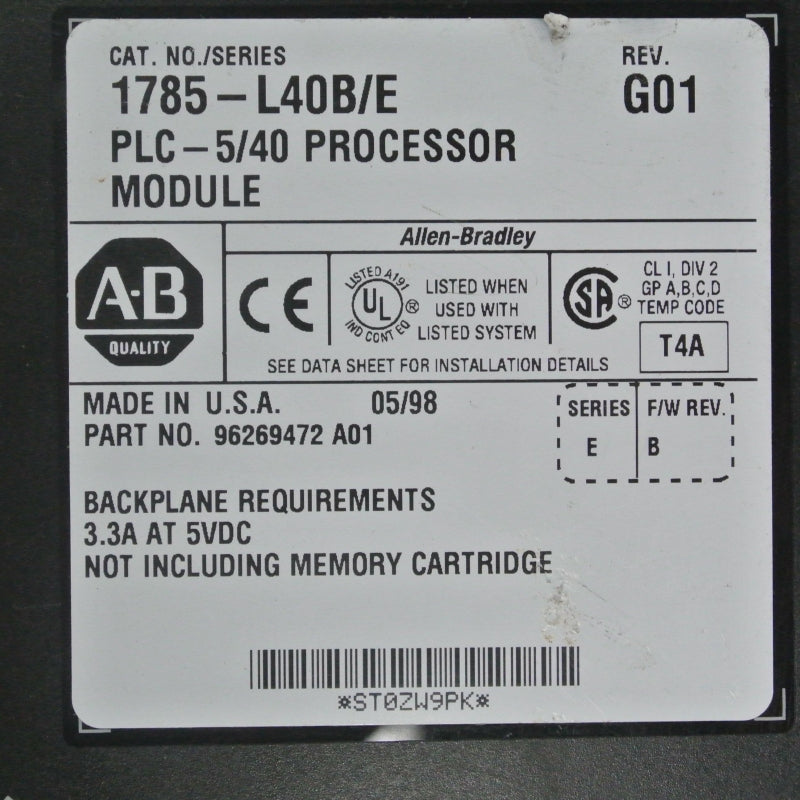 CAT. NO./SERIES
REV.
1785-L40B/E
G01
PLC-5/40 PROCESSOR
MODULE
Allen-Bradley
A-B
QUALITY
CE
LISTED A191
UL
®
IND CONT EQ
LISTED WHEN
USED WITH
LISTED SYSTEM
SA
®
CL I, DIV 2
GP A,B,C,D
TEMP CODE
T4A
SEE DATA SHEET FOR INSTALLATION DETAILS
MADE IN U.S.A. 05/98
PART NO. 96269472 A01
SERIES F/W REV.
E B
BACKPLANE REQUIREMENTS
3.3A AT 5VDC
NOT INCLUDING MEMORY CARTRIDGE
*ST0ZW9PK*